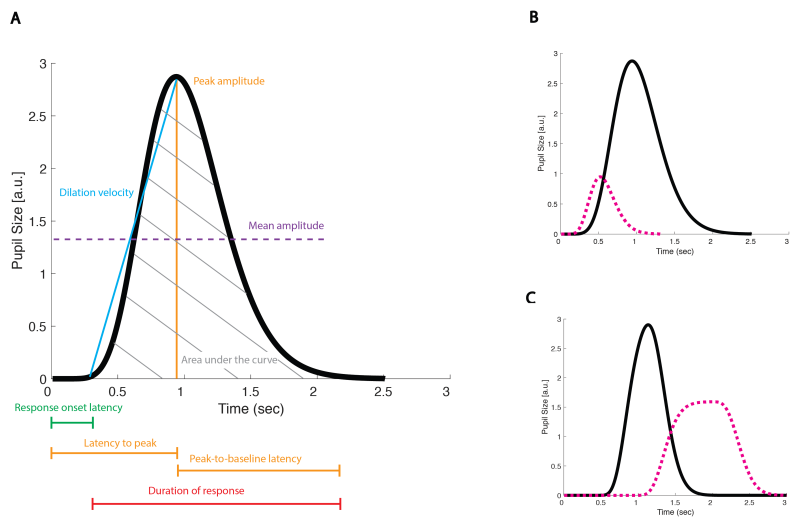 A
3
2.5
2
1.5
1
0.5
0
Pupil Size [a.u.]
Peak amplitude
Dilation velocity
Mean amplitude
Area under the curve
0 0.5 1 1.5 2 2.5 3
Time (sec)
Response onset latency
Latency to peak
Peak-to-baseline latency
Duration of response
B
3
2.5
2
1.5
1
0.5
0
Pupil Size [a.u.]
0 0.5 1 1.5 2 2.5 3
Time (sec)
C
3
2.5
2
1.5
1
0.5
0
Pupil Size [a.u.]
0 0.5 1 1.5 2 2.5 3
Time (sec)